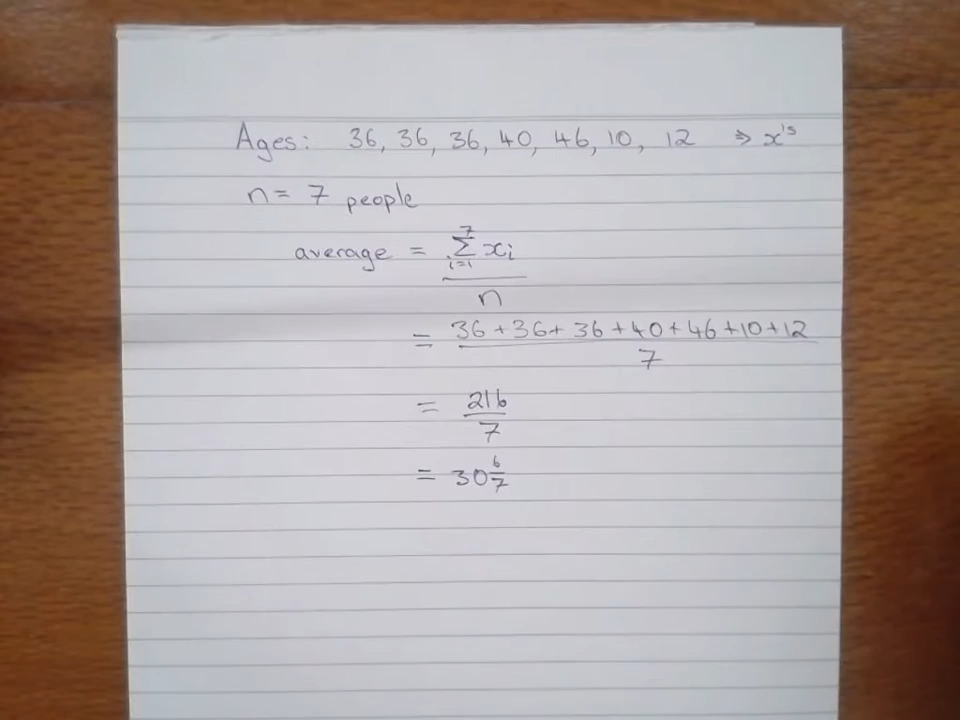 Ages: 36, 36, 36, 40, 46, 10, 12 ⇒ x's
n = 7 people
average = 7
∑ xi
i=1
n
= 36 + 36 + 36 + 40 + 46 + 10 + 12
7
= 216
7
= 30 6/7